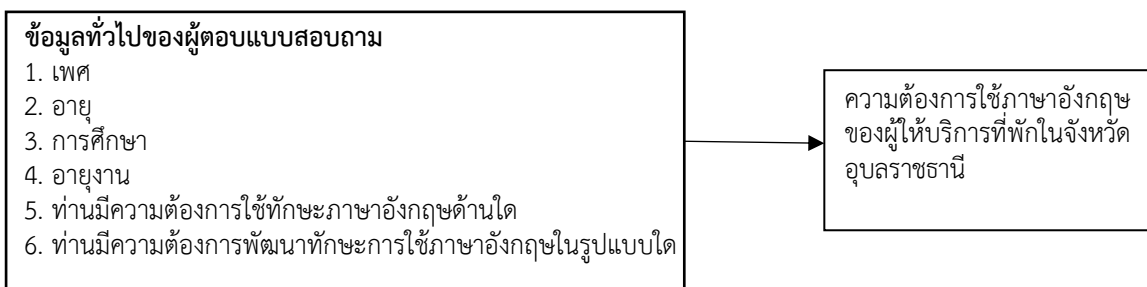 ข้อมูลทั่วไปของผู้ตอบแบบสอบถาม
1. เพศ
2. อายุ
3. การศึกษา
4. อายุงาน
5. ท่านมีความต้องการใช้ทักษะภาษาอังกฤษด้านใด
6. ท่านมีความต้องการพัฒนาทักษะการใช้ภาษาอังกฤษในรูปแบบใด
ความต้องการใช้ภาษาอังกฤษ
ของผู้ให้บริการที่พักในจังหวัด
อุบลราชธานี